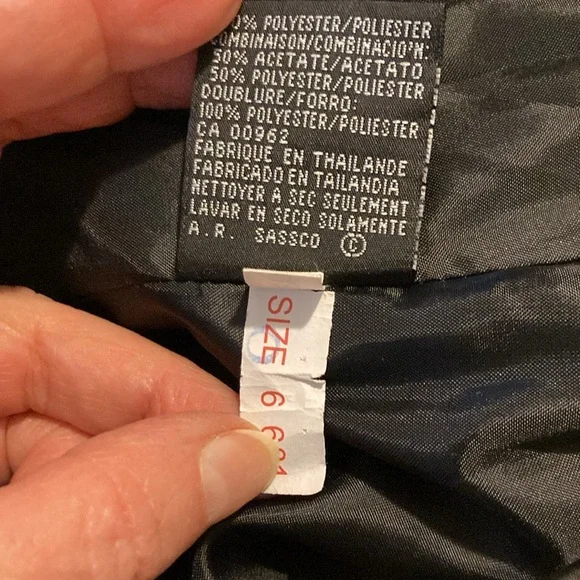 0% POLYESTER/POLIESTER
COMBINAISON/COMBINACIO'N:
50% ACETATE/ACETATO
50% POLYESTER/POLIESTER
DOUBLURE/FORRO:
100% POLYESTER/POLIESTER
CA 00962
FABRIQUE EN THAILANDE
FABRICADO EN TAILANDIA
NETTOYER A SEC SEULEMENT
LAVAR EN SECO SOLAMENTE
A.R. SASSCO ©
SIZE 6